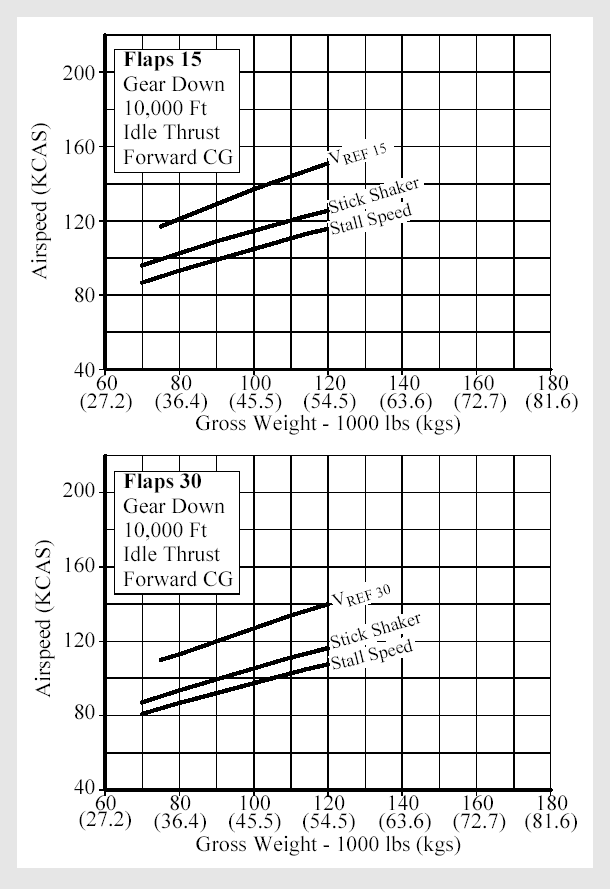 Flaps 15
Gear Down
10,000 Ft
Idle Thrust
Forward CG
Airspeed (KCAS)
200
160
120
80
40
VREF 15
Stick Shaker
Stall Speed
60 80 100 120 140 160 180
(27.2) (36.4) (45.5) (54.5) (63.6) (72.7) (81.6)
Gross Weight - 1000 lbs (kgs)
Flaps 30
Gear Down
10,000 Ft
Idle Thrust
Forward CG
Airspeed (KCAS)
200
160
120
80
40
VREF 30
Stick Shaker
Stall Speed
60 80 100 120 140 160 180
(27.2) (36.4) (45.5) (54.5) (63.6) (72.7) (81.6)
Gross Weight - 1000 lbs (kgs)